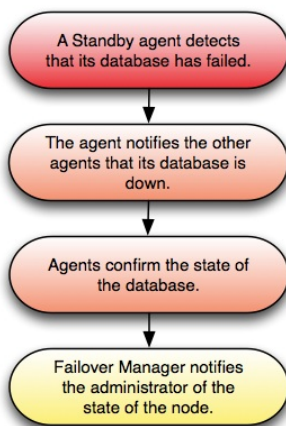 A Standby agent detects
that its database has failed.
The agent notifies the other
agents that its database is
down.
Agents confirm the state of
the database.
Failover Manager notifies
the administrator of the
state of the node.